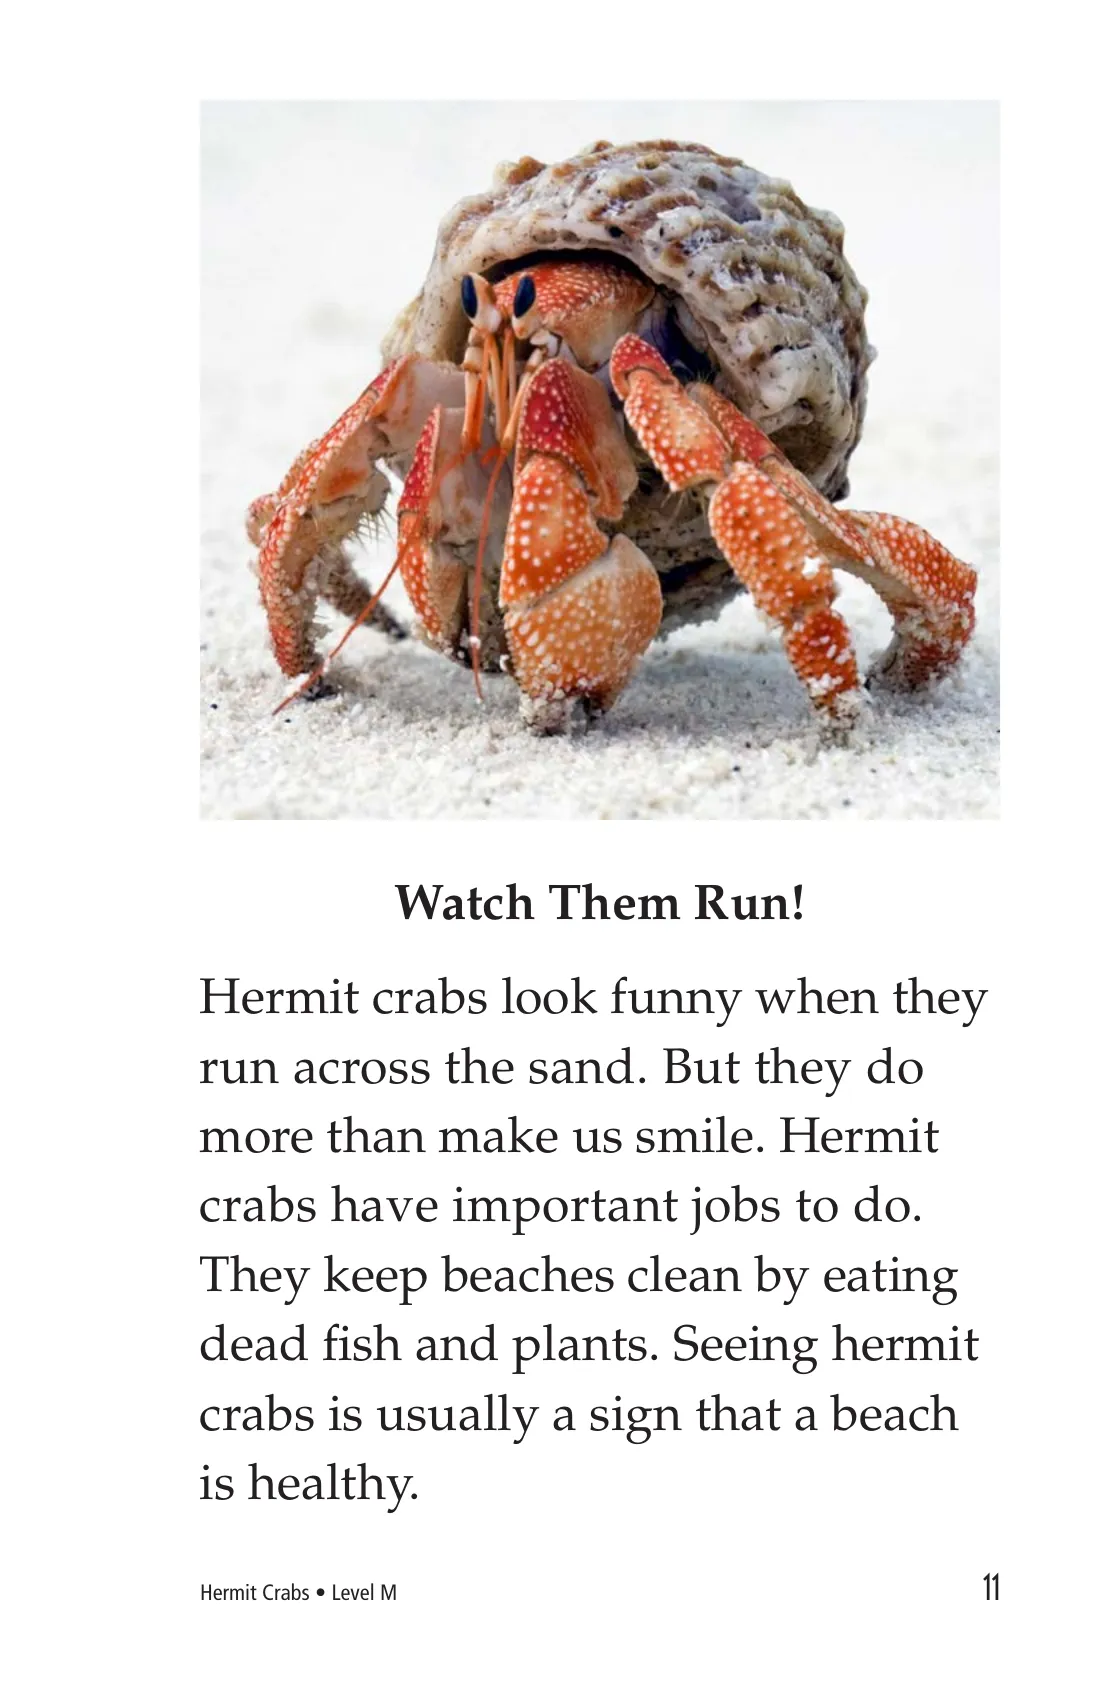 Watch Them Run!
Hermit crabs look funny when they
run across the sand. But they do
more than make us smile. Hermit
crabs have important jobs to do.
They keep beaches clean by eating
dead fish and plants. Seeing hermit
crabs is usually a sign that a beach
is healthy.
Hermit Crabs • Level M
11